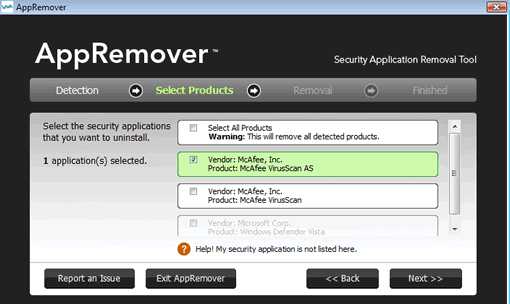 AppRemover
AppRemover™
Security Application Removal Tool
Detection
Select Products
Removal
Finished
Select the security applications
that you want to uninstall.
1 application(s) selected.
Select All Products
Warning: This will remove all detected products.
Vendor: McAfee, Inc.
Product: McAfee VirusScan AS
Vendor: McAfee, Inc.
Product: McAfee VirusScan
Vendor: Microsoft Corp.
Product: Windows Defender Vista
? Help! My security application is not listed here.
Report an Issue
Exit AppRemover
<< Back
Next >>